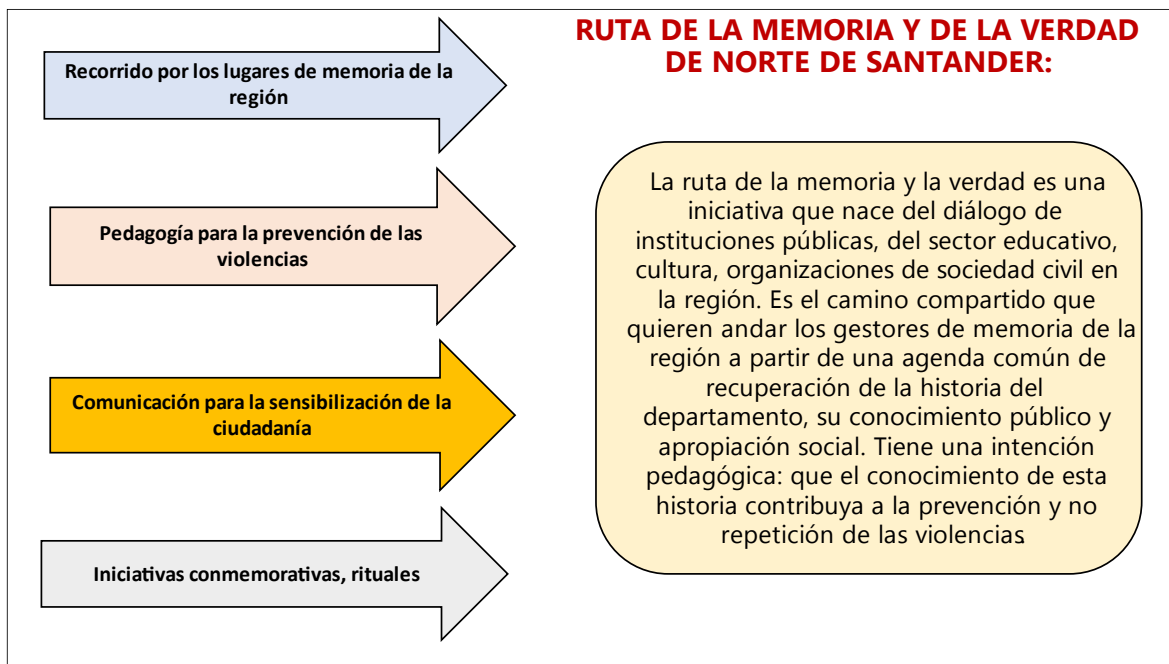 RUTA DE LA MEMORIA Y DE LA VERDAD
DE NORTE DE SANTANDER:
Recorrido por los lugares de memoria de la
región
Pedagogía para la prevención de las
violencias
Comunicación para la sensibilización de la
ciudadanía
Iniciativas conmemorativas, rituales
La ruta de la memoria y la verdad es una
iniciativa que nace del diálogo de
instituciones públicas, del sector educativo,
cultura, organizaciones de sociedad civil en
la región. Es el camino compartido que
quieren andar los gestores de memoria de la
región a partir de una agenda común de
recuperación de la historia del
departamento, su conocimiento público y
apropiación social. Tiene una intención
pedagógica: que el conocimiento de esta
historia contribuya a la prevención y no
repetición de las violencias.